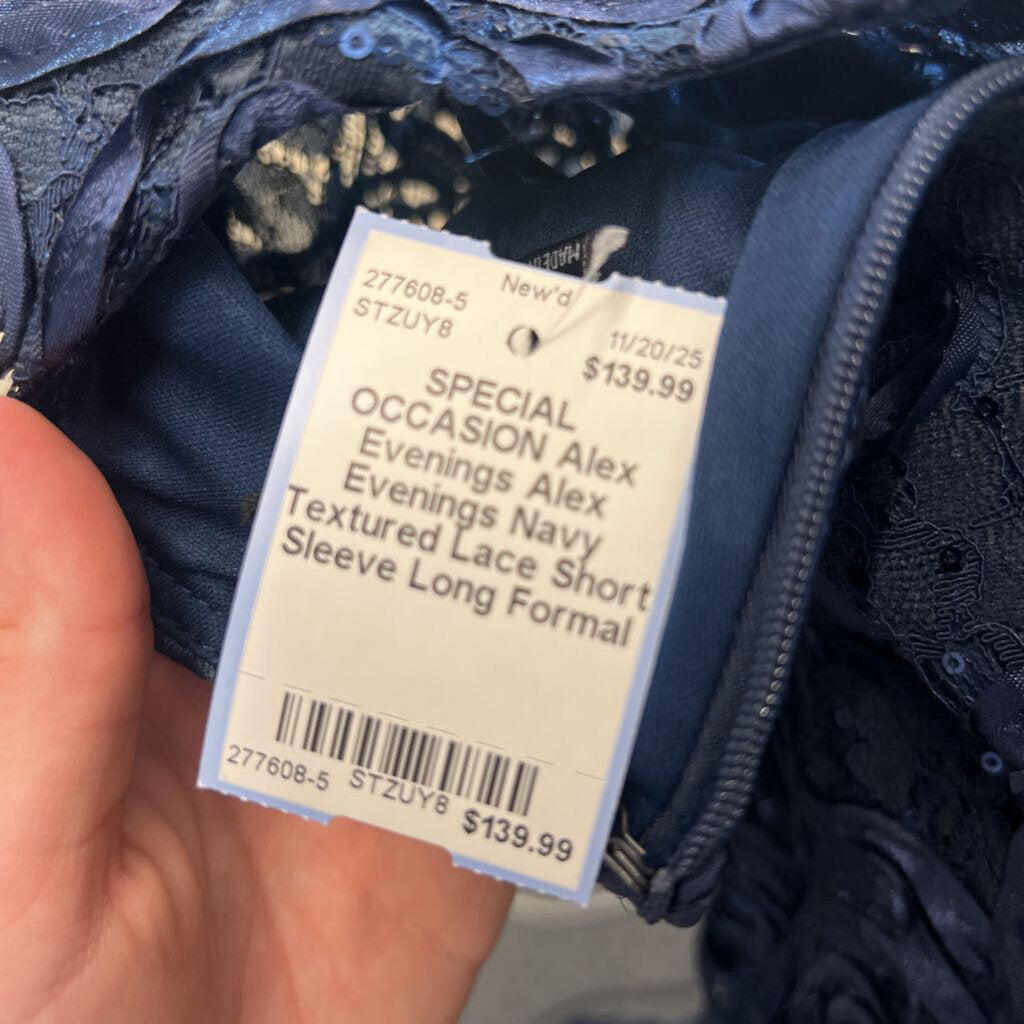 277608-5
STZUY8
New'd
11/20/25
$139.99
SPECIAL
OCCASION Alex
Evenings Alex
Evenings Navy
Textured Lace Short
Sleeve Long Formal
277608-5 STZUY8 $139.99